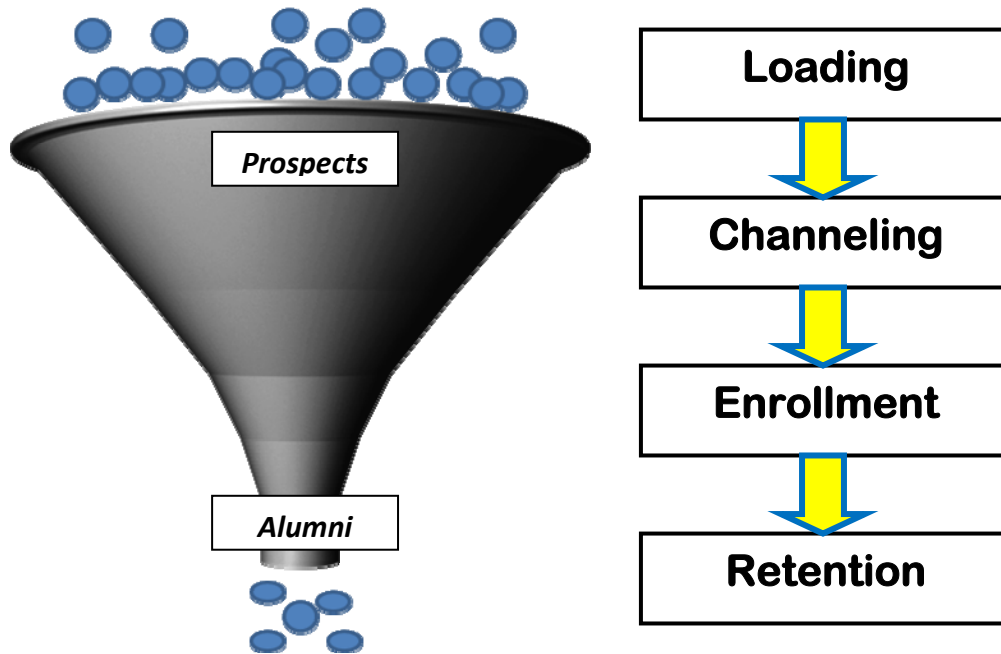 Prospects
Alumni
Loading
Channeling
Enrollment
Retention